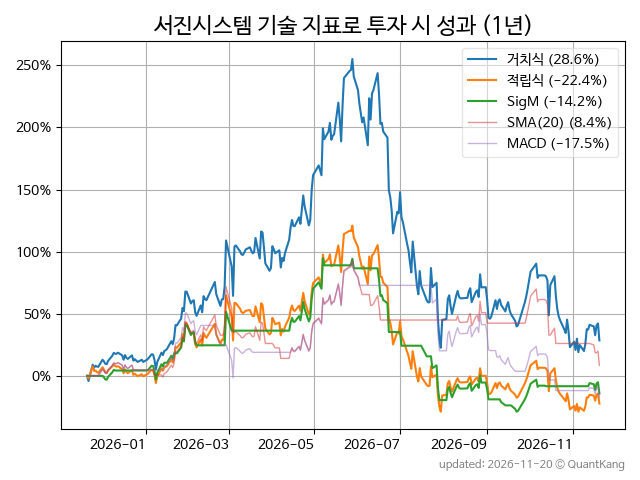 서진시스템 기술 지표로 투자 시 성과 (1년)
거치식 (28.6%)
적립식 (−22.4%)
SigM (−14.2%)
SMA(20) (8.4%)
MACD (−17.5%)
250%
200%
150%
100%
50%
0%
2026-01 2026-03 2026-05 2026-07 2026-09 2026-11
updated: 2026-11-20 © QuantKang